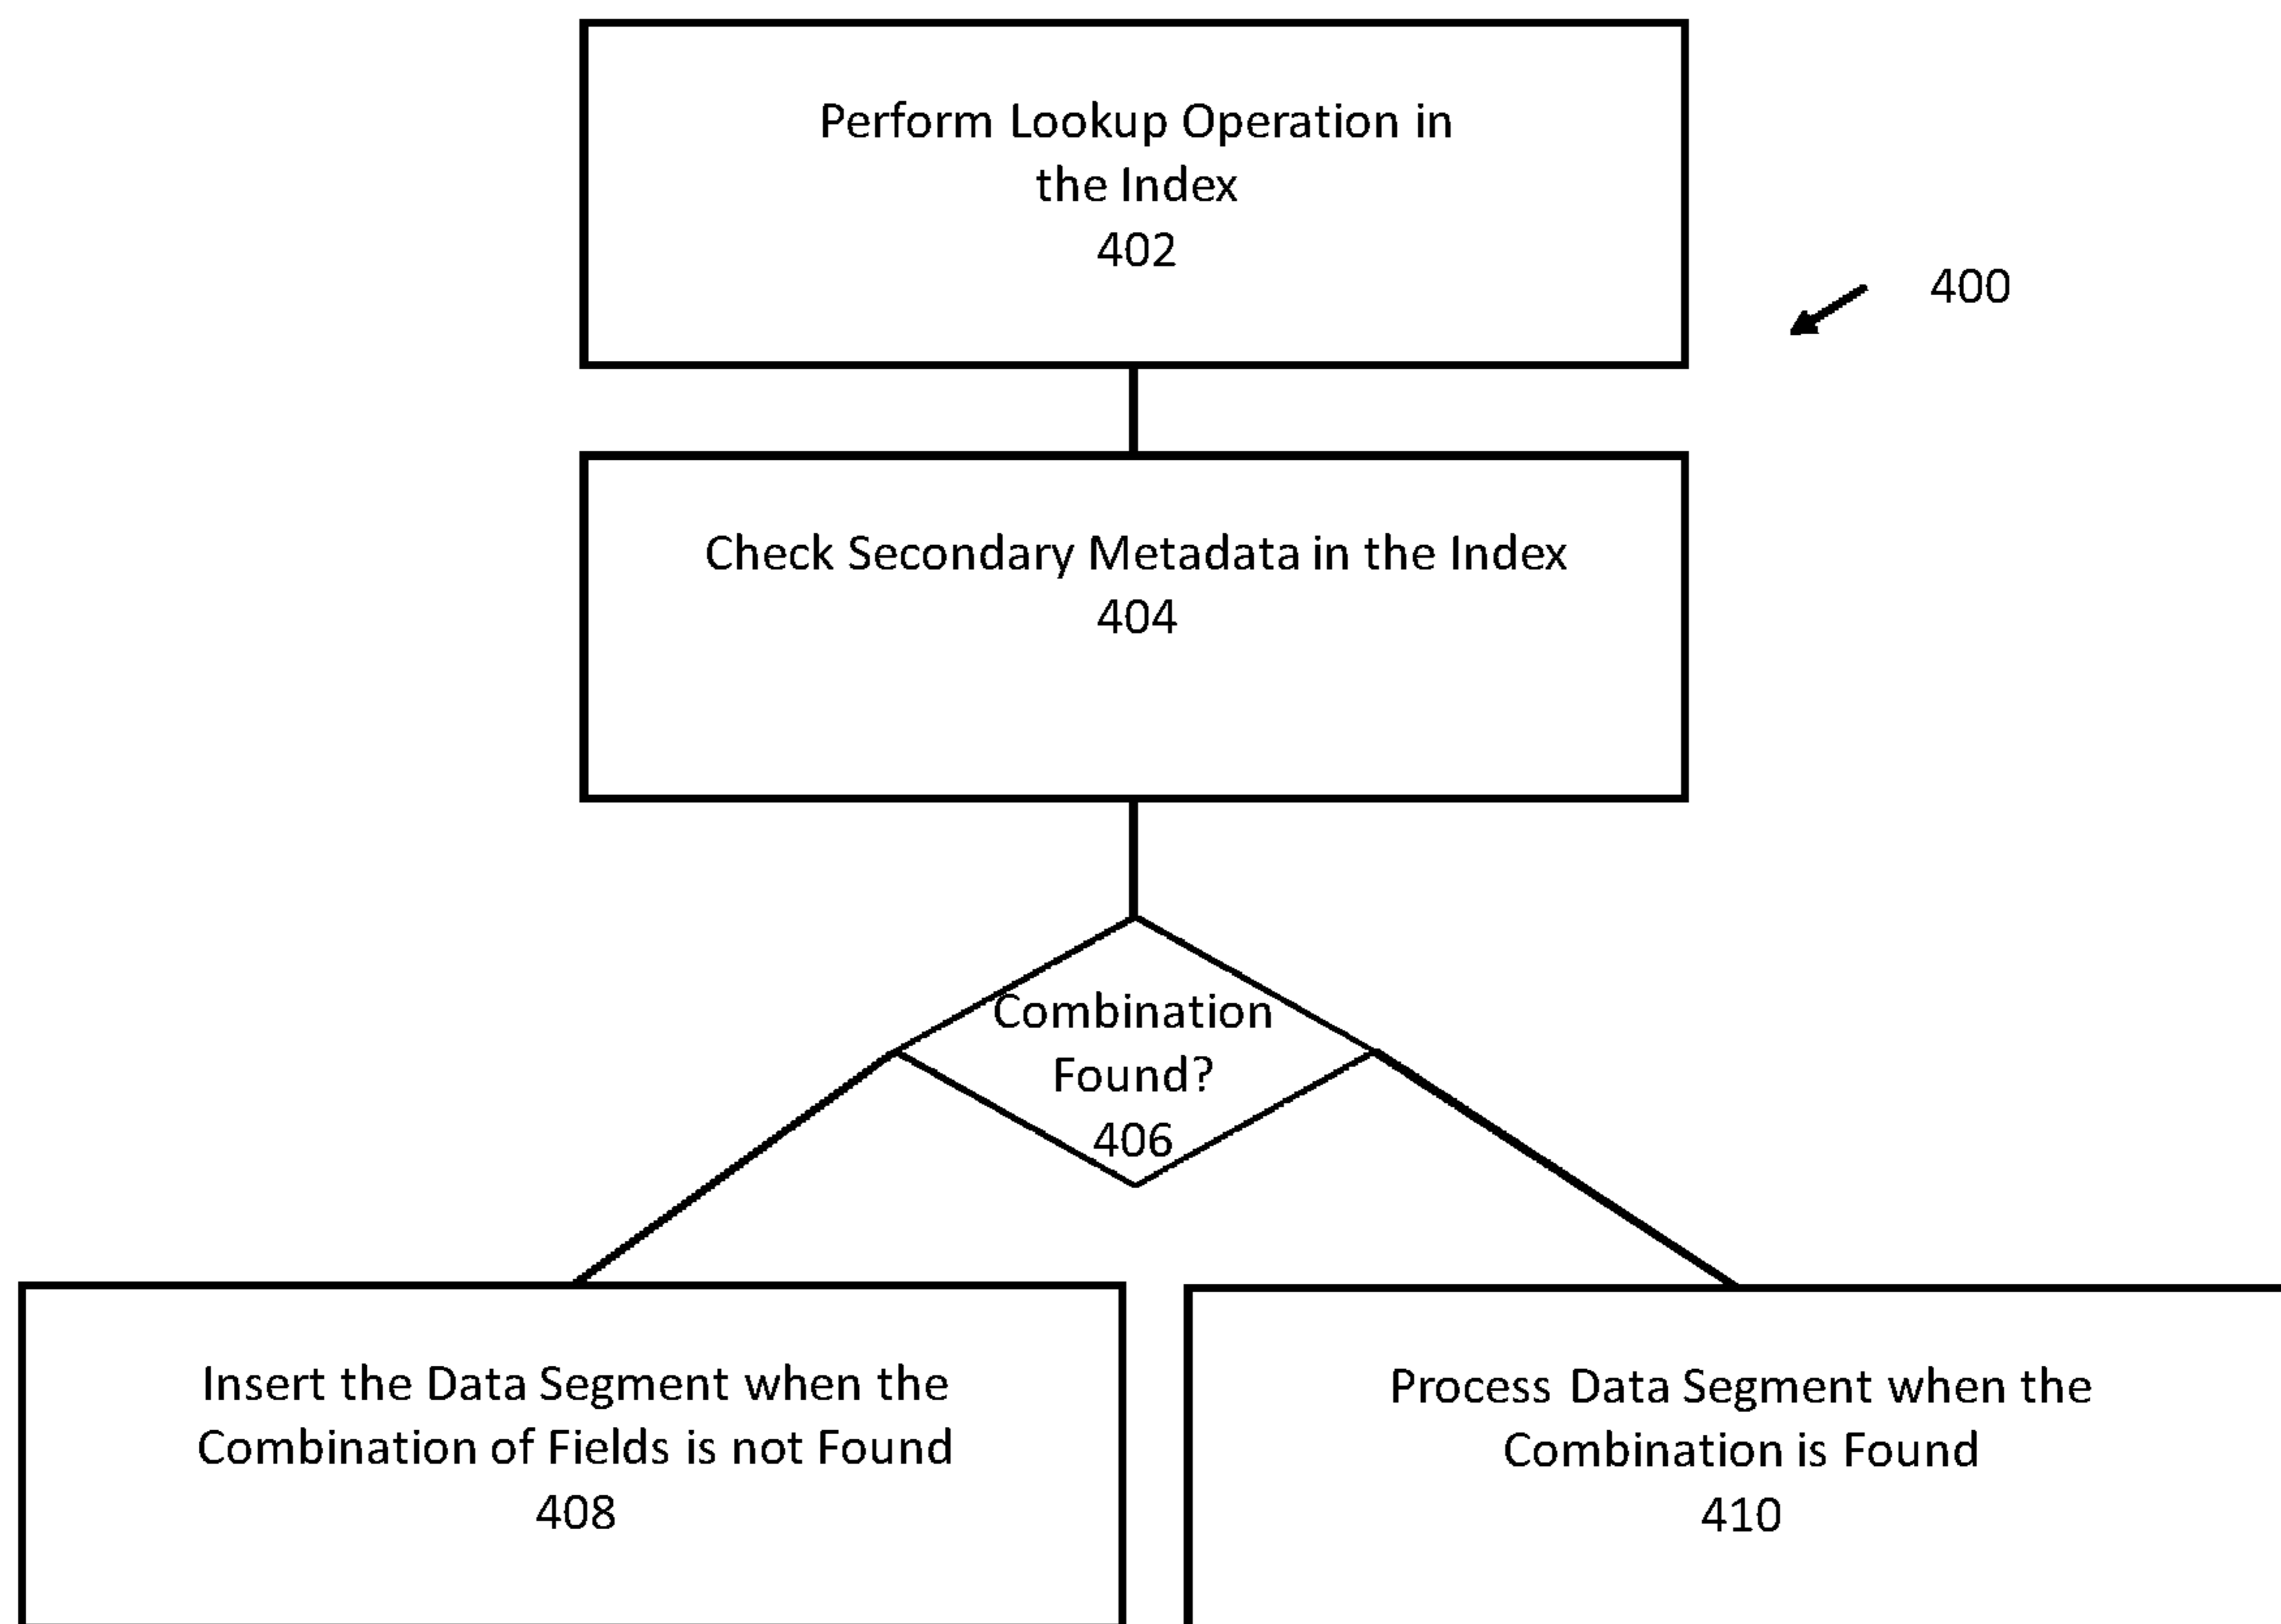 Perform Lookup Operation in
the Index
402
400
Check Secondary Metadata in the Index
404
Combination
Found?
406
Insert the Data Segment when the
Combination of Fields is not Found
408
Process Data Segment when the
Combination is Found
410